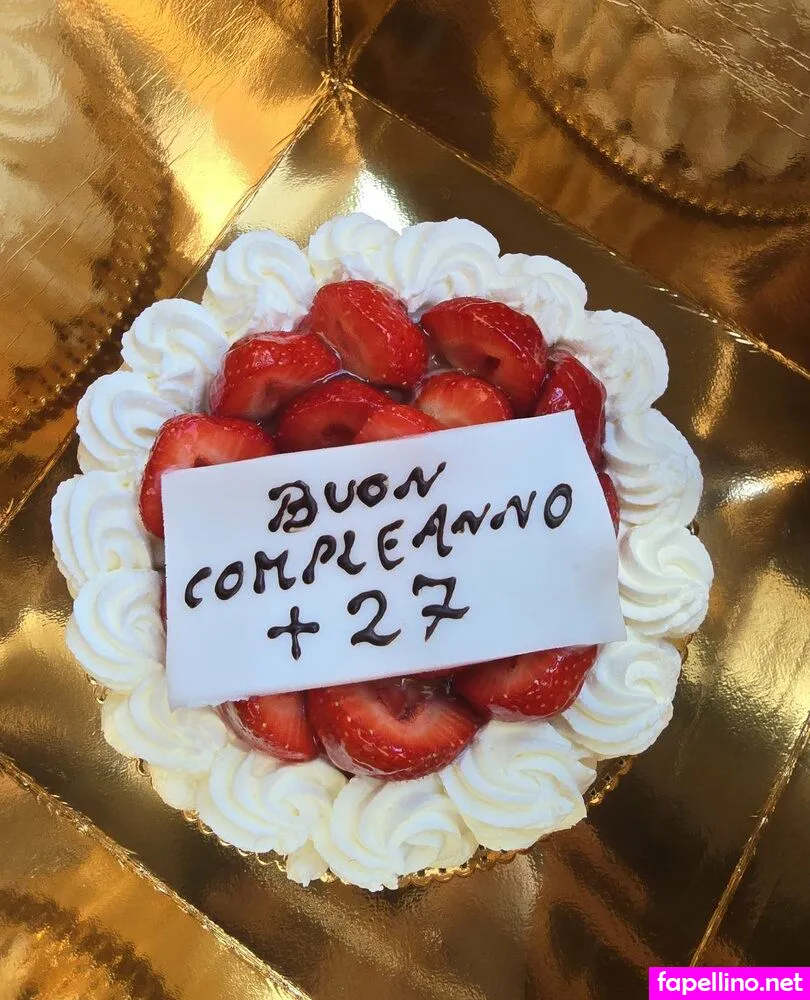 BUON
COMPLEANNO
+ 27
fapellino.net